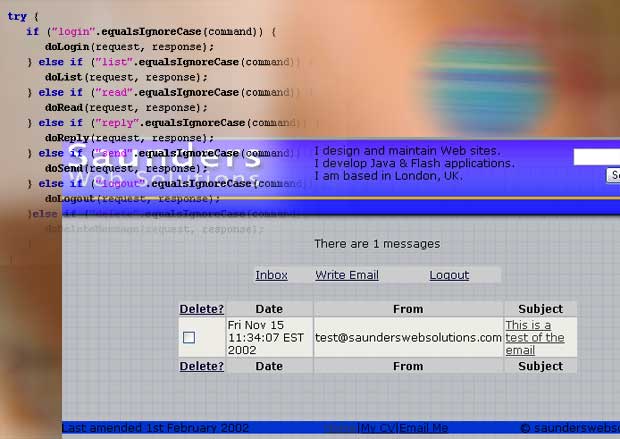 try {
if ("login".equalsIgnoreCase(command)) {
doLogin(request, response);
} else if ("list".equalsIgnoreCase(command)) {
doList(request, response);
} else if ("read".equalsIgnoreCase(command)) {
doRead(request, response);
} else if ("reply".equalsIgnoreCase(command)) {
doReply(request, response);
} else if ("send".equalsIgnoreCase(command)) {
doSend(request, response);
} else if ("logout".equalsIgnoreCase(command)) {
doLogout(request, response);
}else if ("delete".equalsIgnoreCase(command)) {
doDeleteMessage(request, response);
Saunders
Web Solutions
I design and maintain Web sites.
I develop Java & Flash applications.
I am based in London, UK.
There are 1 messages
Inbox Write Email Logout
Delete? Date From Subject
Fri Nov 15
11:34:07 EST
2002
test@saunderswebsolutions.com
This is a
test of the
email
Delete? Date From Subject
Last amended 1st February 2002
|My CV|Email Me
© saunderswebs